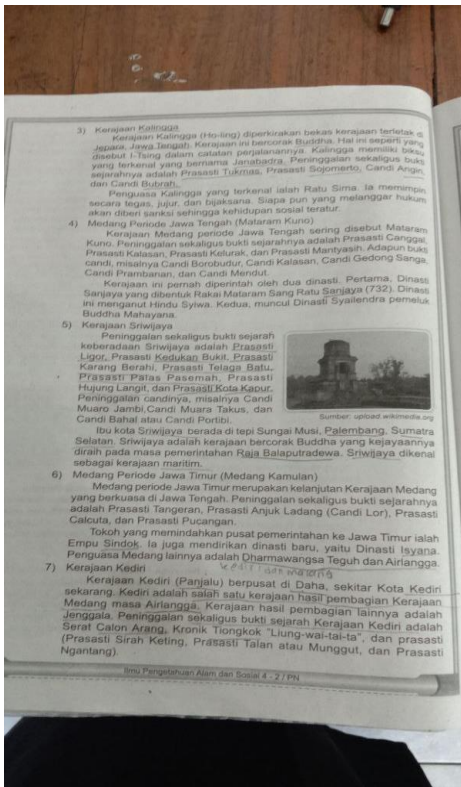 3) Kerajaan Kalingga
Kerajaan Kalingga (Ho-ling) diperkirakan bekas kerajaan terletak di
Jepara, Jawa Tengah. Kerajaan ini bercorak Buddha. Hal ini seperti yang
disebut I-Tsing dalam catatan perjalanannya. Kalingga memiliki biksu
yang terkenal yang bernama Janabadra. Peninggalan sekaligus bukti
sejarahnya adalah Prasasti Tukmas, Prasasti Sojomerto, Candi Angin,
dan Candi Bubrah.
Penguasa Kalingga yang terkenal ialah Ratu Sima. Ia memimpin
secara tegas, jujur, dan bijaksana. Siapa pun yang melanggar hukum
akan diberi sanksi sehingga kehidupan sosial teratur.
4) Medang Periode Jawa Tengah (Mataram Kuno)
Kerajaan Medang periode Jawa Tengah sering disebut Mataram
Kuno. Peninggalan sekaligus bukti sejarahnya adalah Prasasti Canggal,
Prasasti Kalasan, Prasasti Kelurak, dan Prasasti Mantyasih. Adapun bukti
candi, misalnya Candi Borobudur, Candi Kalasan, Candi Gedong Sanga,
Candi Prambanan, dan Candi Mendut.
Kerajaan ini pernah diperintah oleh dua dinasti. Pertama, Dinasti
Sanjaya yang dibentuk Rakai Mataram Sang Ratu Sanjaya (732). Dinasti
ini menganut Hindu Syiwa. Kedua, muncul Dinasti Syailendra pemeluk
Buddha Mahayana.
5) Kerajaan Sriwijaya
Peninggalan sekaligus bukti sejarah
keberadaan Sriwijaya adalah Prasasti
Ligor, Prasasti Kedukan Bukit, Prasasti
Karang Berahi, Prasasti Telaga Batu,
Prasasti Palas Pasemah, Prasasti
Hujung Langit, dan Prasasti Kota Kapur.
Peninggalan candinya, misalnya Candi
Muaro Jambi,Candi Muara Takus, dan
Candi Bahal atau Candi Portibi.
Sumber: upload.wikimedia.org
Ibu kota Sriwijaya berada di tepi Sungai Musi, Palembang, Sumatra
Selatan. Sriwijaya adalah kerajaan bercorak Buddha yang kejayaannya
diraih pada masa pemerintahan Raja Balaputradewa. Sriwijaya dikenal
sebagai kerajaan maritim.
6) Medang Periode Jawa Timur (Medang Kamulan)
Medang periode Jawa Timur merupakan kelanjutan Kerajaan Medang
yang berkuasa di Jawa Tengah. Peninggalan sekaligus bukti sejarahnya
adalah Prasasti Tangeran, Prasasti Anjuk Ladang (Candi Lor), Prasasti
Calcuta, dan Prasasti Pucangan.
Tokoh yang memindahkan pusat pemerintahan ke Jawa Timur ialah
Empu Sindok. Ia juga mendirikan dinasti baru, yaitu Dinasti Isyana.
Penguasa Medang lainnya adalah Dharmawangsa Teguh dan Airlangga.
7) Kerajaan Kediri
Kerajaan Kediri (Panjalu) berpusat di Daha, sekitar Kota Kediri
sekarang. Kediri adalah salah satu kerajaan hasil pembagian Kerajaan
Medang masa Airlangga. Kerajaan hasil pembagian lainnya adalah
Jenggala. Peninggalan sekaligus bukti sejarah Kerajaan Kediri adalah
Serat Calon Arang, Kronik Tiongkok "Liung-wai-tai-ta", dan prasasti
(Prasasti Sirah Keting, Prasasti Talan atau Munggut, dan Prasasti
Ngantang).
Ilmu Pengetahuan Alam dan Sosial 4 - 2 / PN